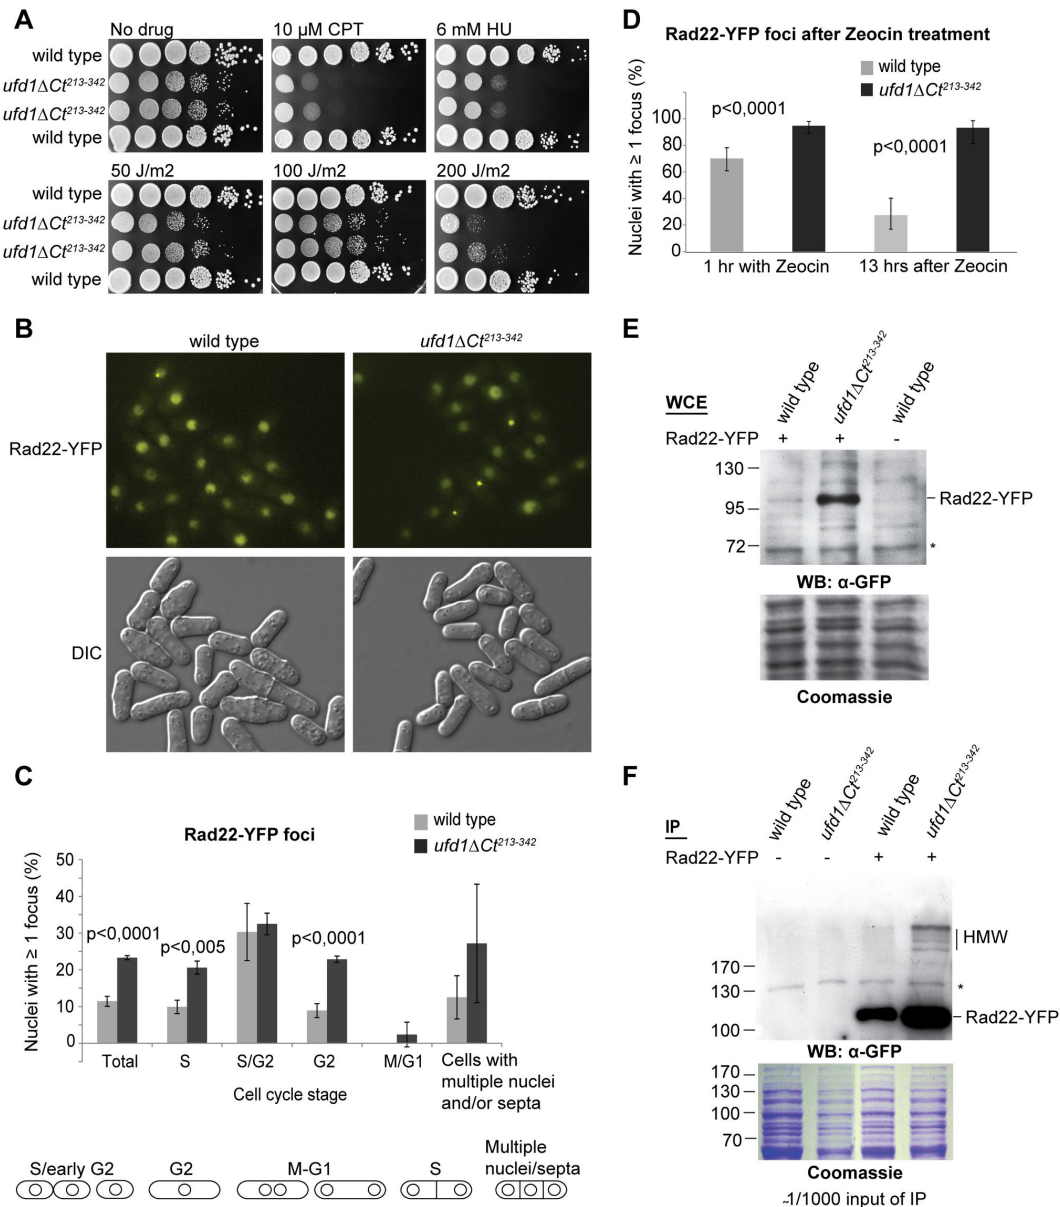 A
No drug
10 µM CPT
6 mM HU
wild type
ufd1ΔCt213-342
ufd1ΔCt213-342
wild type
50 J/m2
100 J/m2
200 J/m2
wild type
ufd1ΔCt213-342
ufd1ΔCt213-342
wild type
B
wild type
ufd1ΔCt213-342
Rad22-YFP
DIC
C
Rad22-YFP foci
wild type
ufd1ΔCt213-342
Nuclei with ≥ 1 focus (%)
50
40
30
20
10
0
p<0,0001
p<0,005
p<0,0001
Total
S
S/G2
G2
M/G1
Cells with
multiple nuclei
and/or septa
Cell cycle stage
S/early G2
G2
M-G1
S
Multiple
nuclei/septa
D
Rad22-YFP foci after Zeocin treatment
wild type
ufd1ΔCt213-342
Nuclei with ≥ 1 focus (%)
100
80
60
40
20
0
p<0,0001
p<0,0001
1 hr with Zeocin
13 hrs after Zeocin
E
WCE
wild type
ufd1ΔCt213-342
wild type
Rad22-YFP + + -
130
95
72
Rad22-YFP
*
WB: α-GFP
Coomassie
F
IP
wild type
ufd1ΔCt213-342
wild type
ufd1ΔCt213-342
Rad22-YFP - - + +
HMW
170
130
100
*
Rad22-YFP
WB: α-GFP
170
130
100
70
Coomassie
~1/1000 input of IP